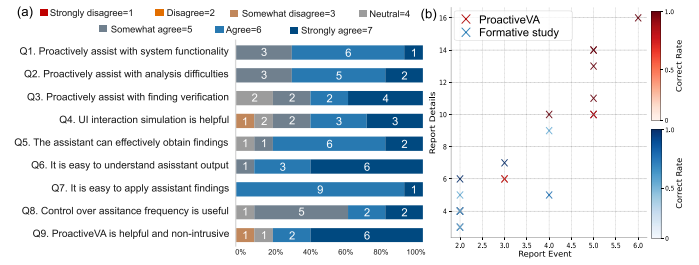 (a)
Strongly disagree=1 Disagree=2 Somewhat disagree=3 Neutral=4
Somewhat agree=5 Agree=6 Strongly agree=7
Q1. Proactively assist with system functionality 3 6 1
Q2. Proactively assist with analysis difficulties 3 5 2
Q3. Proactively assist with finding verification 2 2 2 4
Q4. UI interaction simulation is helpful 1 2 2 3 3
Q5. The assistant can effectively obtain findings 1 1 6 2
Q6. It is easy to understand asisstant output 1 3 6
Q7. It is easy to apply assistant findings 9 1
Q8. Control over assitance frequency is useful 1 5 2 2
Q9. ProactiveVA is helpful and non-intrusive 1 1 2 6
0% 20% 40% 60% 80% 100%
(b)
ProactiveVA
Formative study
Report Details
16
14
12
10
8
6
4
2.0 2.5 3.0 3.5 4.0 4.5 5.0 5.5 6.0
Report Event
1.0
0.0
Correct Rate
1.0
0
Correct Rate